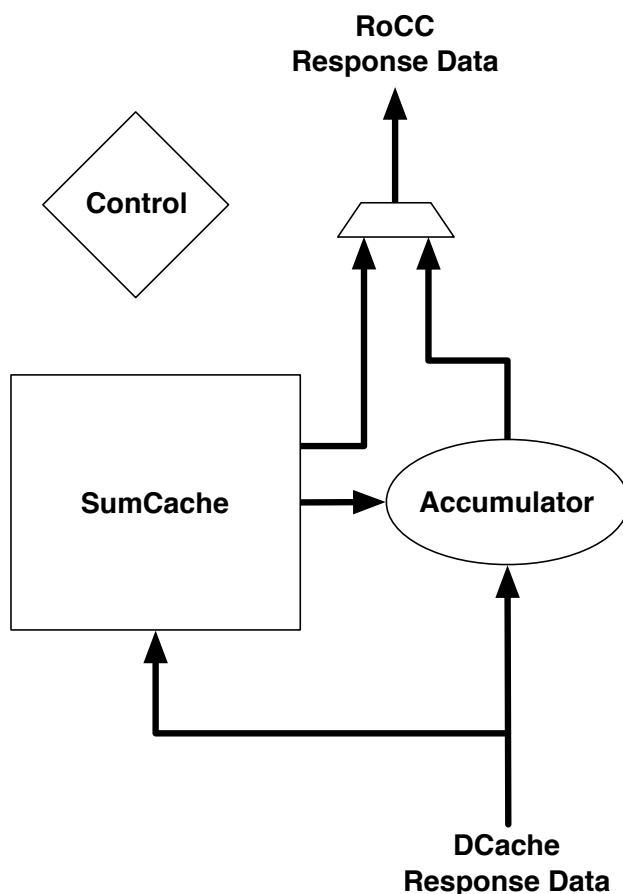 RoCC
Response Data
Control
SumCache
Accumulator
DCache
Response Data